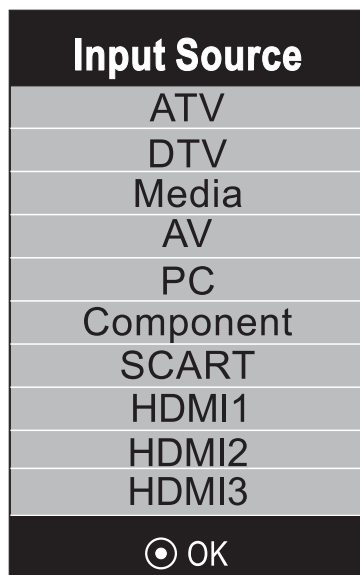 Input Source
ATV
DTV
Media
AV
PC
Component
SCART
HDMI1
HDMI2
HDMI3
OK